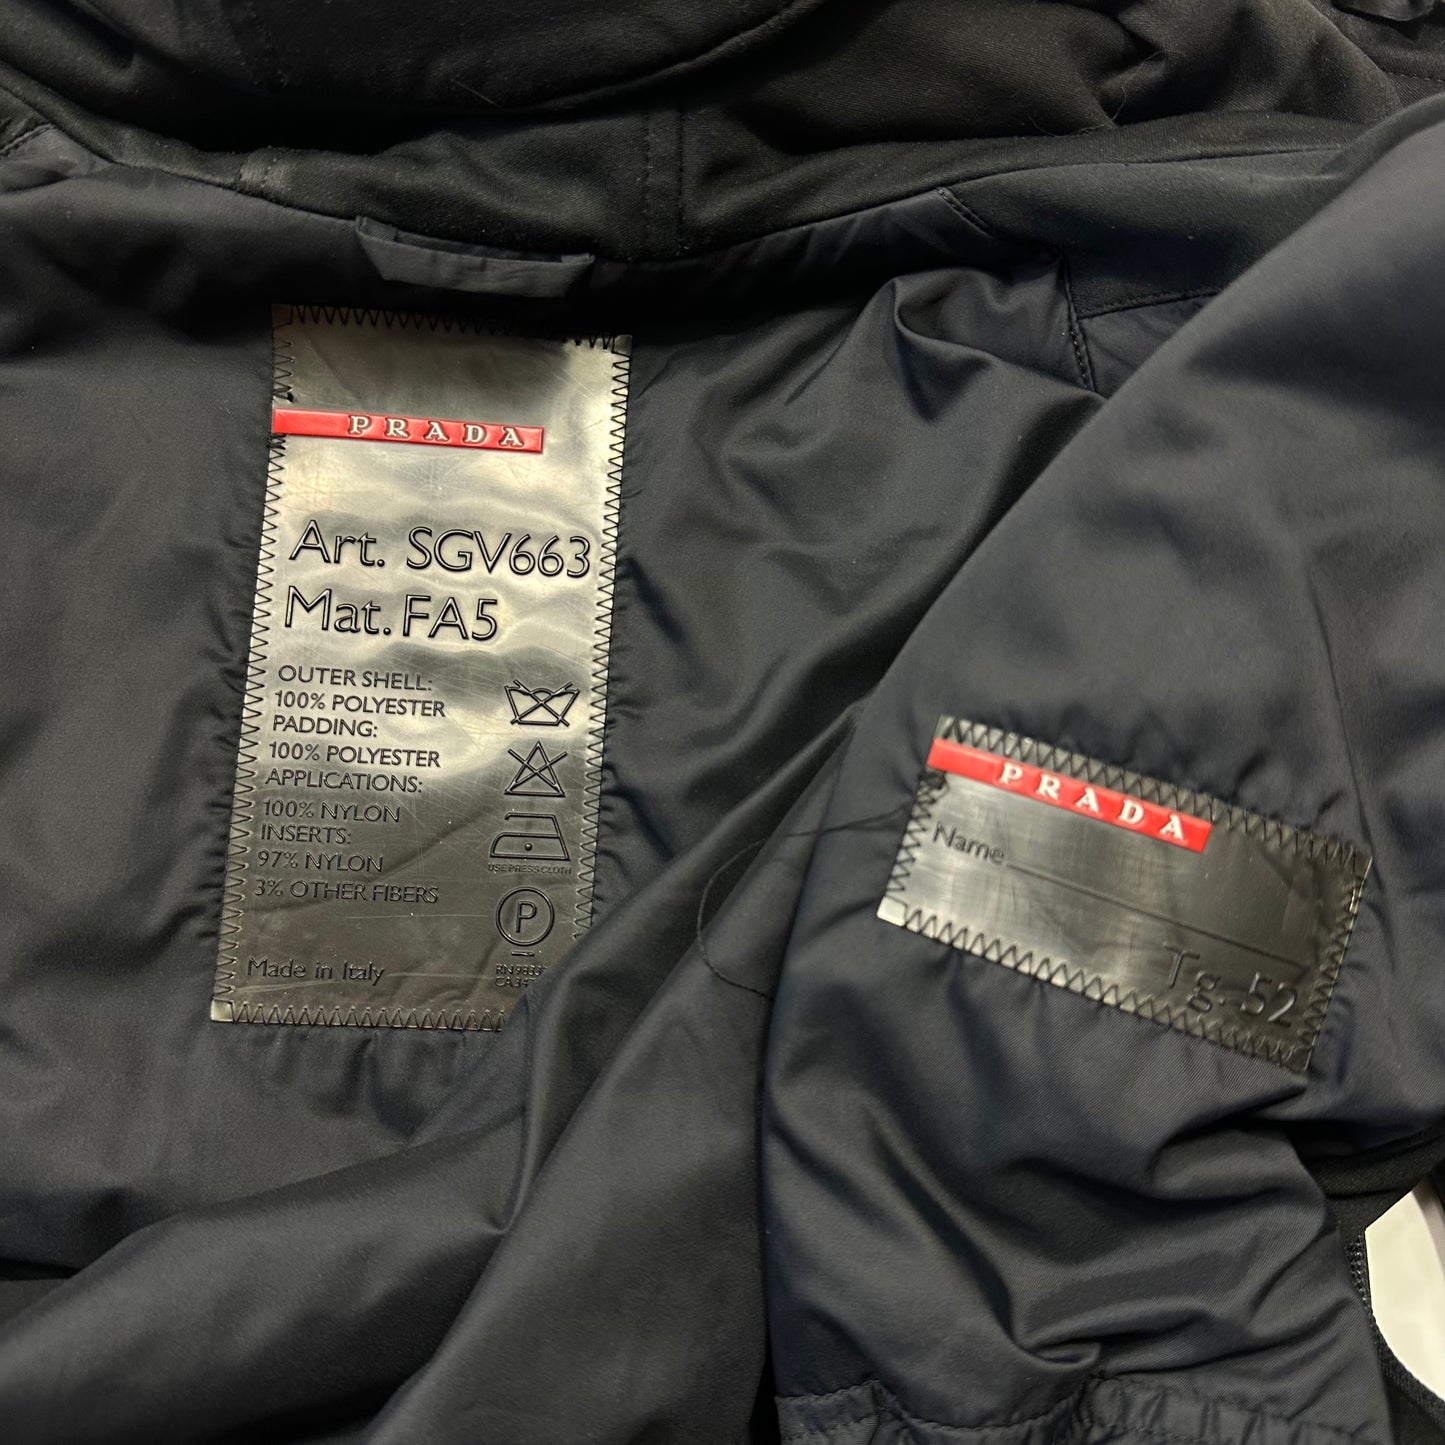 PRADA
Art. SGV663
Mat. FA5
OUTER SHELL:
100% POLYESTER
PADDING:
100% POLYESTER
APPLICATIONS:
100% NYLON
INSERTS:
97% NYLON
3% OTHER FIBERS
USE PRESS CLOTH
P
Made in Italy
PRADA
Name
Tg. 52